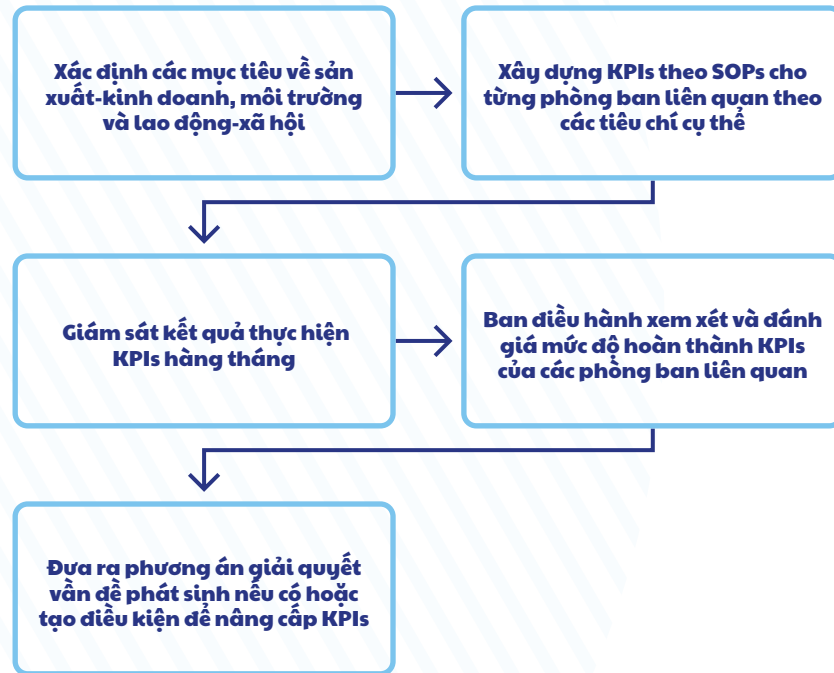 Xác định các mục tiêu về sản
xuất-kinh doanh, môi trường
và lao động-xã hội
Xây dựng KPIs theo SOPs cho
từng phòng ban liên quan theo
các tiêu chí cụ thể
Giám sát kết quả thực hiện
KPIs hàng tháng
Ban điều hành xem xét và đánh
giá mức độ hoàn thành KPIs
của các phòng ban liên quan
Đưa ra phương án giải quyết
vấn đề phát sinh nếu có hoặc
tạo điều kiện để nâng cấp KPIs